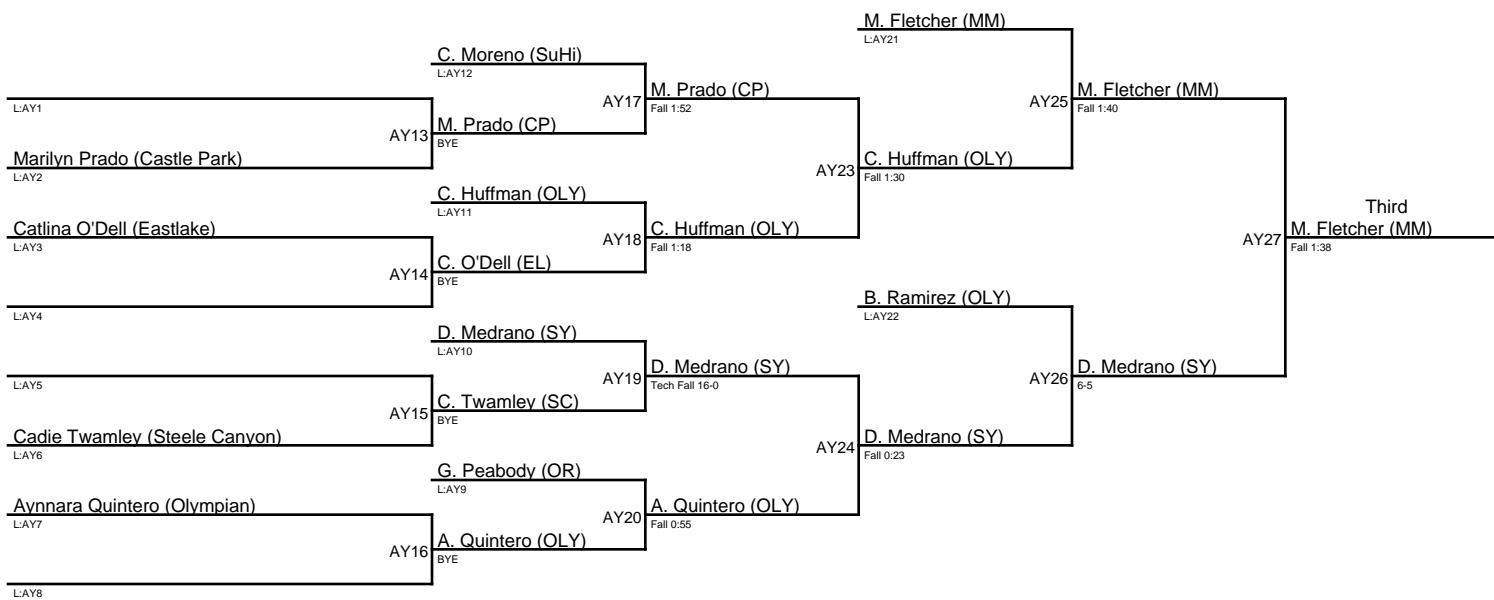 M. Fletcher (MM)
L:AY21
C. Moreno (SuHi)
L:AY12
AY17
M. Prado (CP)
Fall 1:52
AY25
M. Fletcher (MM)
Fall 1:40
L:AY1
AY13
M. Prado (CP)
BYE
Marilyn Prado (Castle Park)
L:AY2
AY23
C. Huffman (OLY)
Fall 1:30
C. Huffman (OLY)
L:AY11
Third
Catlina O'Dell (Eastlake)
L:AY3
AY18
C. Huffman (OLY)
Fall 1:18
AY27
M. Fletcher (MM)
Fall 1:38
AY14
C. O'Dell (EL)
BYE
L:AY4
B. Ramirez (OLY)
L:AY22
D. Medrano (SY)
L:AY10
L:AY5
AY19
D. Medrano (SY)
Tech Fall 16-0
AY26
D. Medrano (SY)
6-5
AY15
C. Twamley (SC)
BYE
Cadie Twamley (Steele Canyon)
L:AY6
AY24
D. Medrano (SY)
Fall 0:23
G. Peabody (OR)
L:AY9
Aynnara Quintero (Olympian)
L:AY7
AY20
A. Quintero (OLY)
Fall 0:55
AY16
A. Quintero (OLY)
BYE
L:AY8